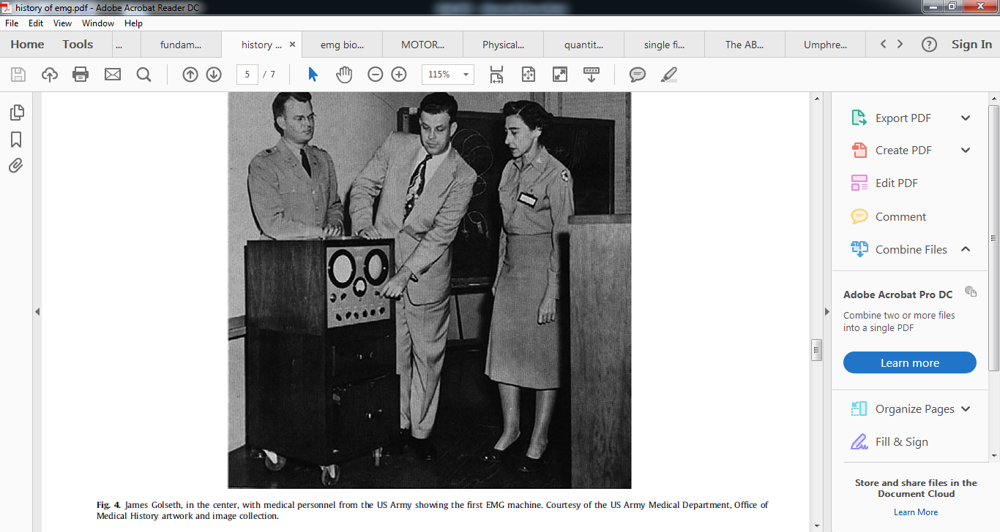 history of emg.pdf - Adobe Acrobat Reader DC
File Edit View Window Help
Home Tools ... fundam... history ... emg bio... MOTOR... Physical... quantit... single fi... The AB... Umphre... Sign In
5 / 7 115%
Export PDF
Create PDF
Edit PDF
Comment
Combine Files
Adobe Acrobat Pro DC
Combine two or more files
into a single PDF
Learn more
Organize Pages
Fill & Sign
Store and share files in the
Document Cloud
Learn More
Fig. 4. James Golseth, in the center, with medical personnel from the US Army showing the first EMG machine. Courtesy of the US Army Medical Department, Office of
Medical History artwork and image collection.